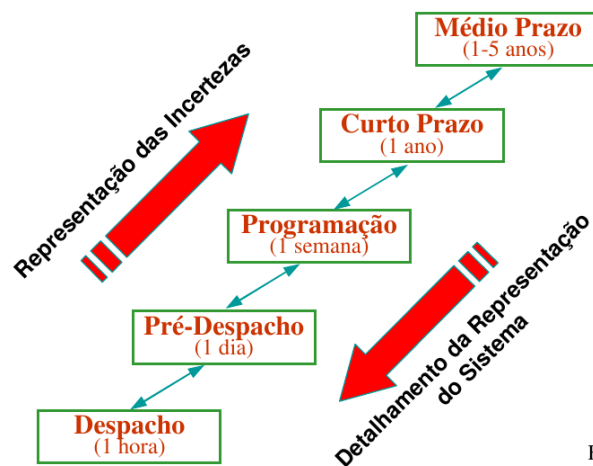 Médio Prazo
(1-5 anos)
Representação das Incertezas
Curto Prazo
(1 ano)
Programação
(1 semana)
Pré-Despacho
(1 dia)
Detalhamento da Representação
do Sistema
Despacho
(1 hora)